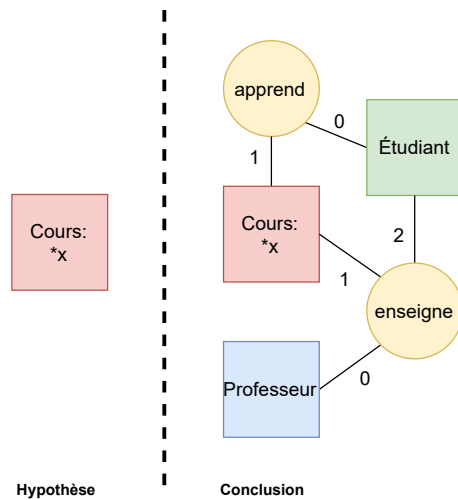 apprend
0
Étudiant
1
Cours:
*x
Cours:
*x
2
1
enseigne
Professeur
0
Hypothèse
Conclusion